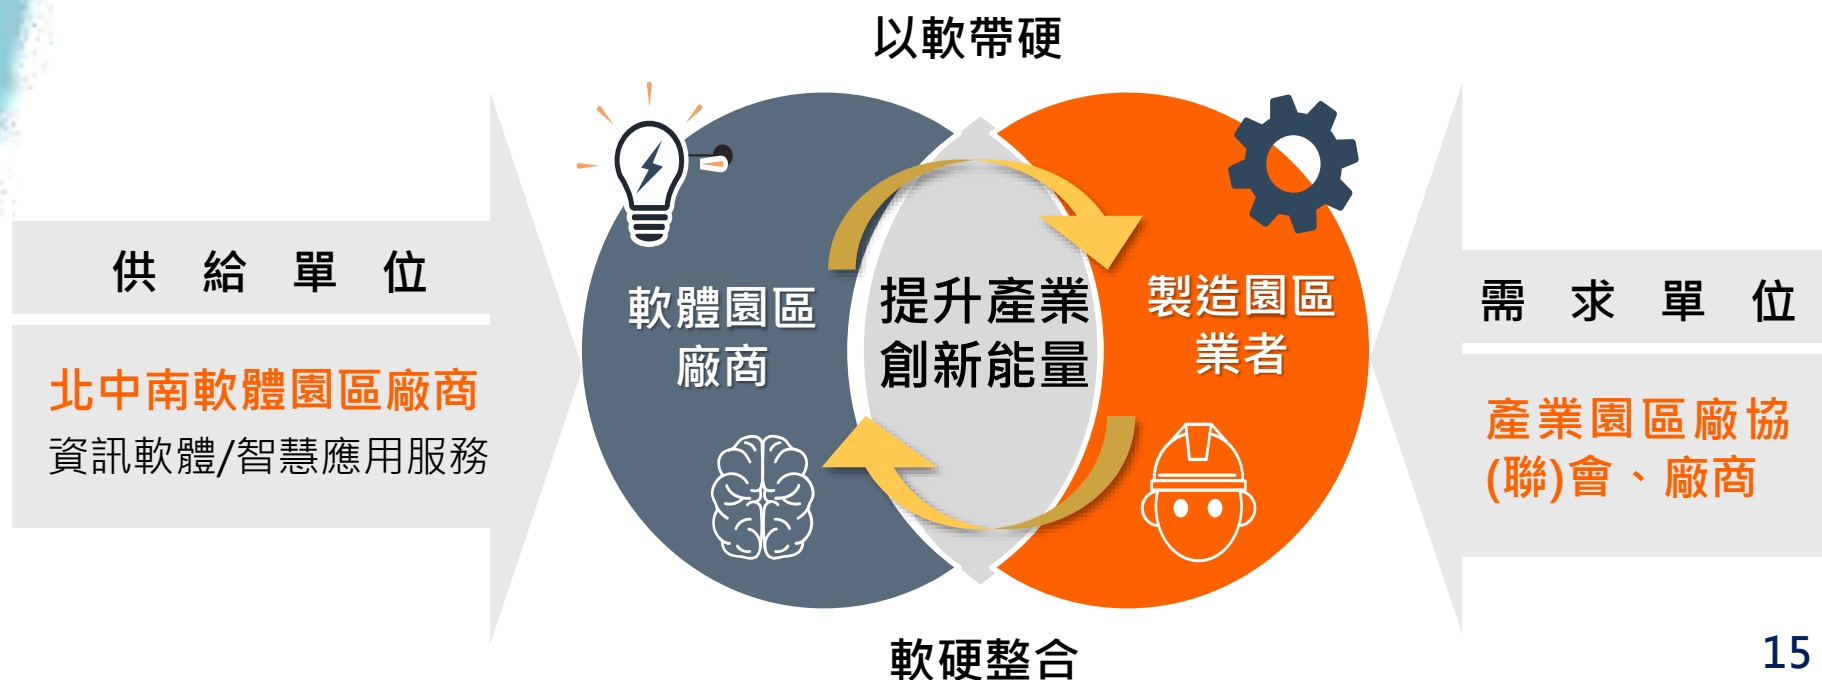 以軟帶硬
供給單位
北中南軟體園區廠商
資訊軟體/智慧應用服務
軟體園區
廠商
提升產業
創新能量
製造園區
業者
需求單位
產業園區廠協
(聯)會、廠商
軟硬整合
15